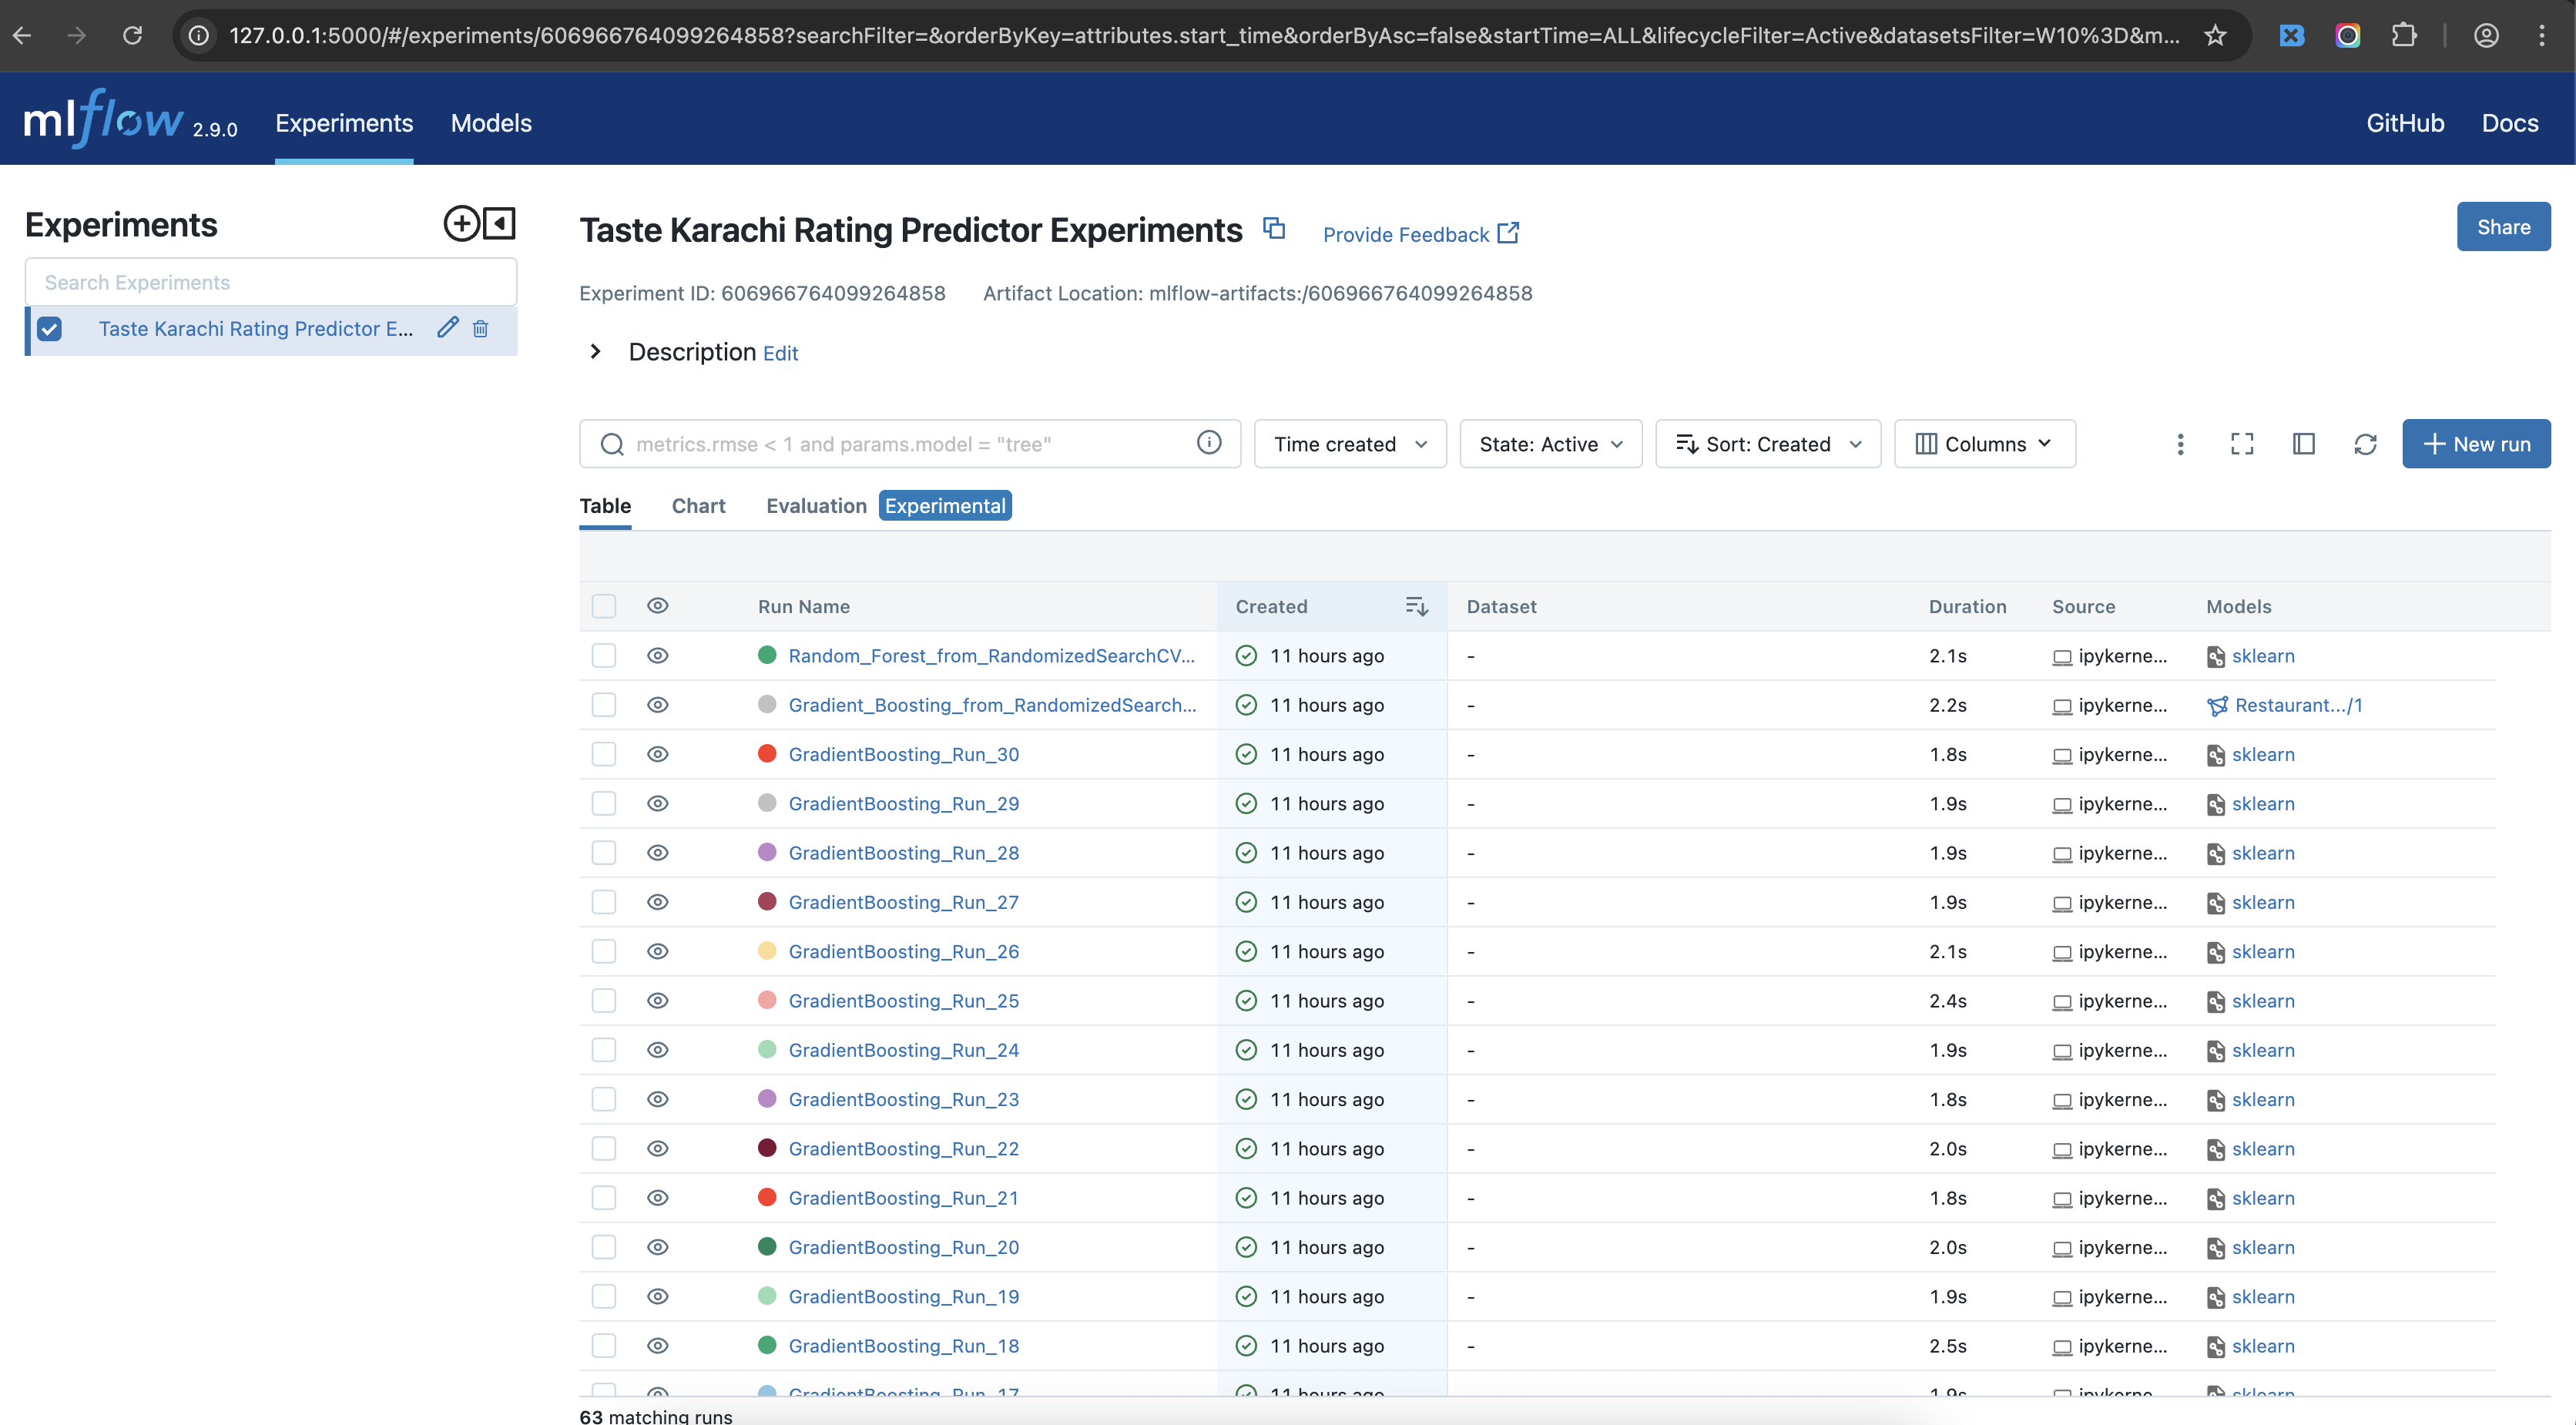 127.0.0.1:5000/#/experiments/606966764099264858?searchFilter=&orderByKey=attributes.start_time&orderByAsc=false&startTime=ALL&lifecycleFilter=Active&datasetsFilter=W10%3D&m...
mlflow 2.9.0 Experiments Models GitHub Docs
Experiments
Search Experiments
Taste Karachi Rating Predictor E...
Taste Karachi Rating Predictor Experiments Provide Feedback Share
Experiment ID: 606966764099264858 Artifact Location: mlflow-artifacts:/606966764099264858
Description Edit
metrics.rmse < 1 and params.model = "tree" Time created State: Active Sort: Created Columns New run
Table Chart Evaluation Experimental
Run Name Created Dataset Duration Source Models
Random_Forest_from_RandomizedSearchCV... 11 hours ago - 2.1s ipykerne... sklearn
Gradient_Boosting_from_RandomizedSearch... 11 hours ago - 2.2s ipykerne... Restaurant.../1
GradientBoosting_Run_30 11 hours ago - 1.8s ipykerne... sklearn
GradientBoosting_Run_29 11 hours ago - 1.9s ipykerne... sklearn
GradientBoosting_Run_28 11 hours ago - 1.9s ipykerne... sklearn
GradientBoosting_Run_27 11 hours ago - 1.9s ipykerne... sklearn
GradientBoosting_Run_26 11 hours ago - 2.1s ipykerne... sklearn
GradientBoosting_Run_25 11 hours ago - 2.4s ipykerne... sklearn
GradientBoosting_Run_24 11 hours ago - 1.9s ipykerne... sklearn
GradientBoosting_Run_23 11 hours ago - 1.8s ipykerne... sklearn
GradientBoosting_Run_22 11 hours ago - 2.0s ipykerne... sklearn
GradientBoosting_Run_21 11 hours ago - 1.8s ipykerne... sklearn
GradientBoosting_Run_20 11 hours ago - 2.0s ipykerne... sklearn
GradientBoosting_Run_19 11 hours ago - 1.9s ipykerne... sklearn
GradientBoosting_Run_18 11 hours ago - 2.5s ipykerne... sklearn
GradientBoosting_Run_17 11 hours ago 1.9s ipykerne... sklearn
63 matching runs